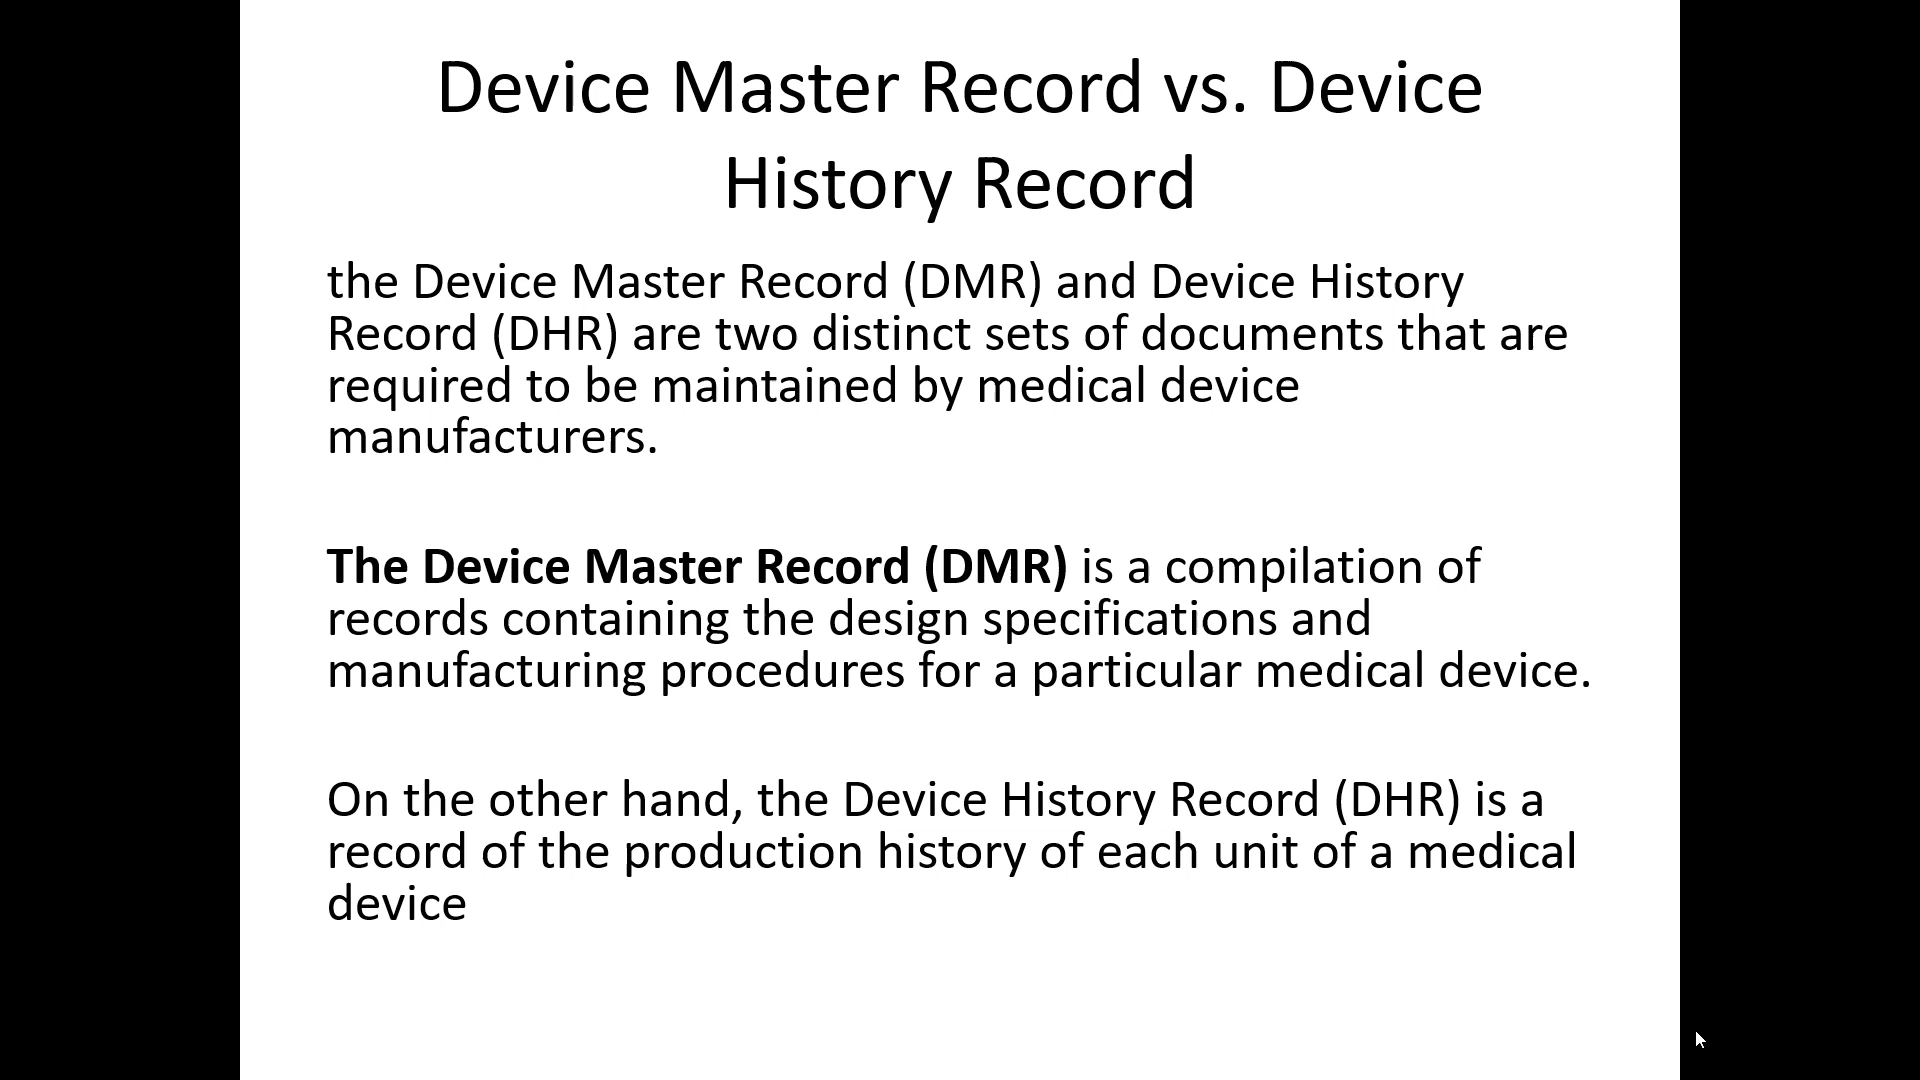 Device Master Record vs. Device
History Record
the Device Master Record (DMR) and Device History
Record (DHR) are two distinct sets of documents that are
required to be maintained by medical device
manufacturers.
The Device Master Record (DMR) is a compilation of
records containing the design specifications and
manufacturing procedures for a particular medical device.
On the other hand, the Device History Record (DHR) is a
record of the production history of each unit of a medical
device